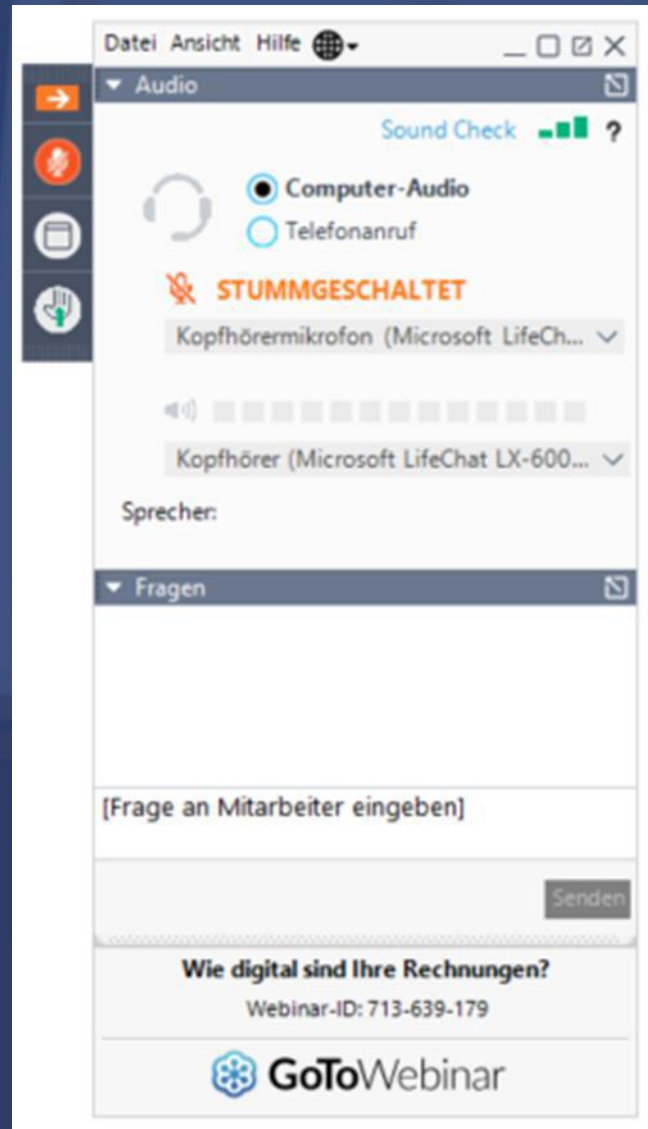 Datei Ansicht Hilfe
Audio
Sound Check ?
Computer-Audio
Telefonanruf
STUMMGESCHALTET
Kopfhörermikrofon (Microsoft LifeCh...
Kopfhörer (Microsoft LifeChat LX-600...
Sprecher:
Fragen
[Frage an Mitarbeiter eingeben]
Senden
Wie digital sind Ihre Rechnungen?
Webinar-ID: 713-639-179
GoToWebinar